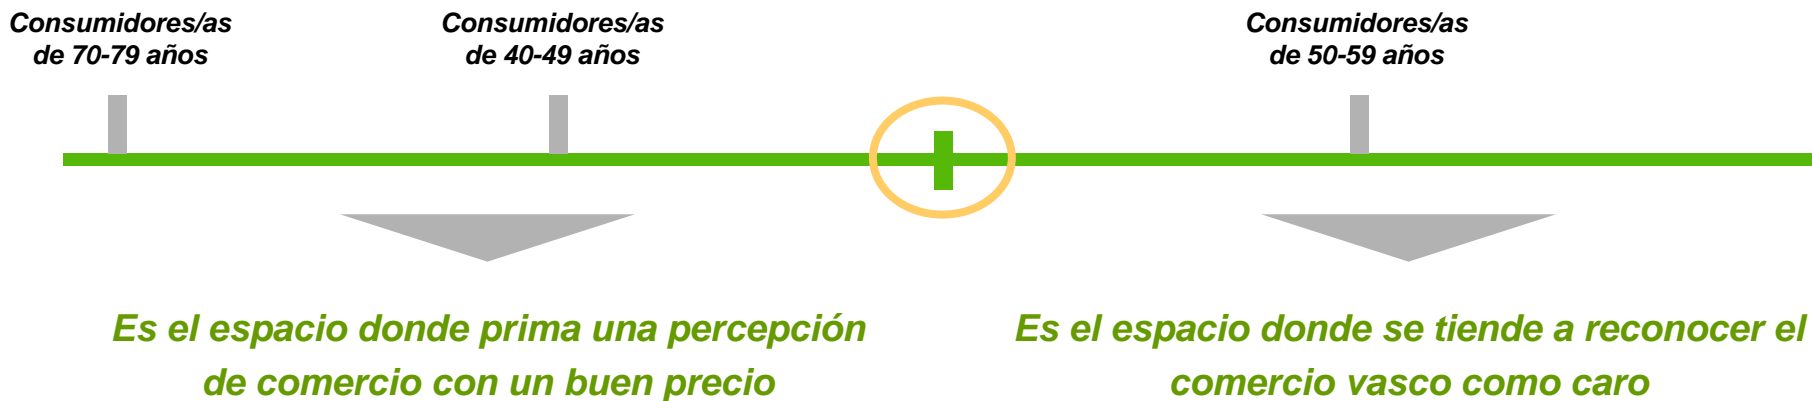 Consumidores/as
de 70-79 años
Consumidores/as
de 40-49 años
Consumidores/as
de 50-59 años
Es el espacio donde prima una percepción
de comercio con un buen precio
Es el espacio donde se tiende a reconocer el
comercio vasco como caro